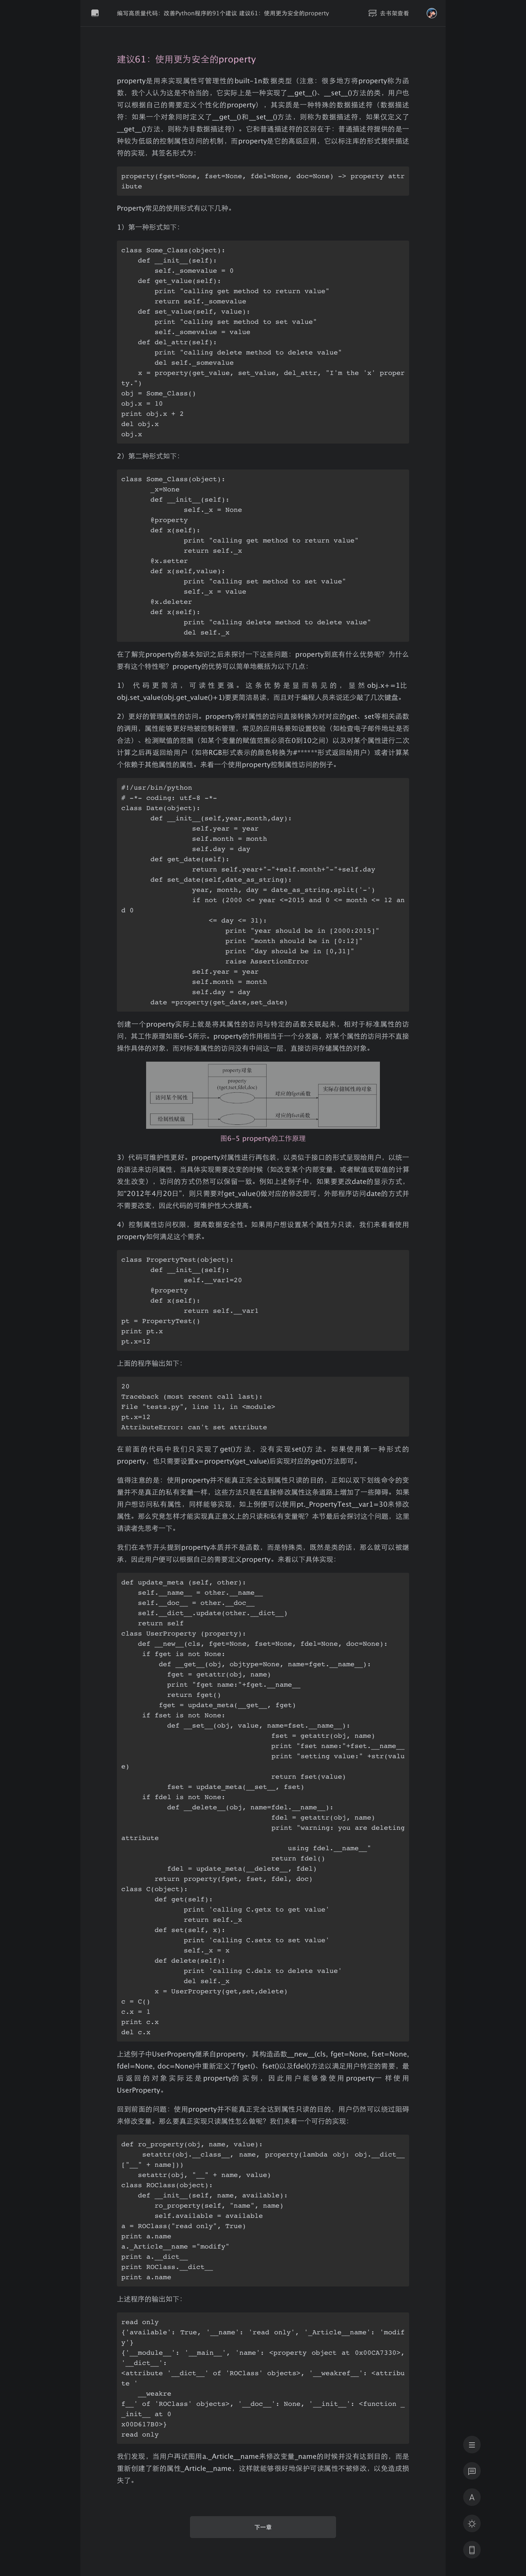 编写高质量代码：改善Python程序的91个建议 建议61：使用更为安全的property
去书架查看
建议61：使用更为安全的property
property是用来实现属性可管理性的built-1n数据类型（注意：很多地方将property称为函
数，我个人认为这是不恰当的，它实际上是一种实现了__get__()、__set__()方法的类，用户也
可以根据自己的需要定义个性化的property），其实质是一种特殊的数据描述符（数据描述
符：如果一个对象同时定义了__get__()和__set__()方法，则称为数据描述符，如果仅定义了
__get__()方法，则称为非数据描述符）。它和普通描述符的区别在于：普通描述符提供的是一
种较为低级的控制属性访问的机制，而property是它的高级应用，它以标注库的形式提供描述
符的实现，其签名形式为：
property(fget=None, fset=None, fdel=None, doc=None) -> property attr
ibute
Property常见的使用形式有以下几种。
1）第一种形式如下：
class Some_Class(object):
def __init__(self):
self._somevalue = 0
def get_value(self):
print "calling get method to return value"
return self._somevalue
def set_value(self, value):
print "calling set method to set value"
self._somevalue = value
def del_attr(self):
print "calling delete method to delete value"
del self._somevalue
x = property(get_value, set_value, del_attr, "I'm the 'x' proper
ty.")
obj = Some_Class()
obj.x = 10
print obj.x + 2
del obj.x
obj.x
2）第二种形式如下：
class Some_Class(object):
_x=None
def __init__(self):
self._x = None
@property
def x(self):
print "calling get method to return value"
return self._x
@x.setter
def x(self,value):
print "calling set method to set value"
self._x = value
@x.deleter
def x(self):
print "calling delete method to delete value"
del self._x
在了解完property的基本知识之后来探讨一下这些问题：property到底有什么优势呢？为什么
要有这个特性呢？property的优势可以简单地概括为以下几点：
1）代码更简洁，可读性更强。这条优势是显而易见的，显然obj.x+=1比
obj.set_value(obj.get_value()+1)要更简洁易读，而且对于编程人员来说还少敲了几次键盘。
2）更好的管理属性的访问。property将对属性的访问直接转换为对对应的get、set等相关函数
的调用，属性能够更好地被控制和管理，常见的应用场景如设置校验（如检查电子邮件地址是否
合法）、检测赋值的范围（如某个变量的赋值范围必须在0到10之间）以及对某个属性进行二次
计算之后再返回给用户（如将RGB形式表示的颜色转换为#******形式返回给用户）或者计算某
个依赖于其他属性的属性。来看一个使用property控制属性访问的例子。
#!/usr/bin/python
# -*- coding: utf-8 -*-
class Date(object):
def __init__(self,year,month,day):
self.year = year
self.month = month
self.day = day
def get_date(self):
return self.year+"-"+self.month+"-"+self.day
def set_date(self,date_as_string):
year, month, day = date_as_string.split('-')
if not (2000 <= year <=2015 and 0 <= month <= 12 an
d 0
<= day <= 31):
print "year should be in [2000:2015]"
print "month should be in [0:12]"
print "day should be in [0,31]"
raise AssertionError
self.year = year
self.month = month
self.day = day
date =property(get_date,set_date)
创建一个property实际上就是将其属性的访问与特定的函数关联起来，相对于标准属性的访
问，其工作原理如图6-5所示。property的作用相当于一个分发器，对某个属性的访问并不直接
操作具体的对象，而对标准属性的访问没有中间这一层，直接访问存储属性的对象。
property对象
property
(fget,fset,fdel,doc)
实际存储属性的对象
访问某个属性
对应的fget函数
给属性赋值
对应的fset函数
图6-5 property的工作原理
3）代码可维护性更好。property对属性进行再包装，以类似于接口的形式呈现给用户，以统一
的语法来访问属性，当具体实现需要改变的时候（如改变某个内部变量，或者赋值或取值的计算
发生改变），访问的方式仍然可以保留一致。例如上述例子中，如果要更改date的显示方式，
如“2012年4月20日”，则只需要对get_value()做对应的修改即可，外部程序访问date的方式并
不需要改变，因此代码的可维护性大大提高。
4）控制属性访问权限，提高数据安全性。如果用户想设置某个属性为只读，我们来看看使用
property如何满足这个需求。
class PropertyTest(object):
def __init__(self):
self.__var1=20
@property
def x(self):
return self.__var1
pt = PropertyTest()
print pt.x
pt.x=12
上面的程序输出如下：
20
Traceback (most recent call last):
File "tests.py", line 11, in <module>
pt.x=12
AttributeError: can't set attribute
在前面的代码中我们只实现了get()方法，没有实现set()方法。如果使用第一种形式的
property，也只需要设置x=property(get_value)后实现对应的get()方法即可。
值得注意的是：使用property并不能真正完全达到属性只读的目的，正如以双下划线命令的变
量并不是真正的私有变量一样，这些方法只是在直接修改属性这条道路上增加了一些障碍。如果
用户想访问私有属性，同样能够实现，如上例便可以使用pt._PropertyTest__var1=30来修改
属性。那么究竟怎样才能实现真正意义上的只读和私有变量呢？本节最后会探讨这个问题，这里
请读者先思考一下。
我们在本节开头提到property本质并不是函数，而是特殊类，既然是类的话，那么就可以被继
承，因此用户便可以根据自己的需要定义property。来看以下具体实现：
def update_meta (self, other):
self.__name__ = other.__name__
self.__doc__ = other.__doc__
self.__dict__.update(other.__dict__)
return self
class UserProperty (property):
def __new__(cls, fget=None, fset=None, fdel=None, doc=None):
if fget is not None:
def __get__(obj, objtype=None, name=fget.__name__):
fget = getattr(obj, name)
print "fget name:"+fget.__name__
return fget()
fget = update_meta(__get__, fget)
if fset is not None:
def __set__(obj, value, name=fset.__name__):
fset = getattr(obj, name)
print "fset name:"+fset.__name__
print "setting value:" +str(valu
e)
return fset(value)
fset = update_meta(__set__, fset)
if fdel is not None:
def __delete__(obj, name=fdel.__name__):
fdel = getattr(obj, name)
print "warning: you are deleting
attribute
using fdel.__name__"
return fdel()
fdel = update_meta(__delete__, fdel)
return property(fget, fset, fdel, doc)
class C(object):
def get(self):
print 'calling C.getx to get value'
return self._x
def set(self, x):
print 'calling C.setx to set value'
self._x = x
def delete(self):
print 'calling C.delx to delete value'
del self._x
x = UserProperty(get,set,delete)
c = C()
c.x = 1
print c.x
del c.x
上述例子中UserProperty继承自property，其构造函数__new__(cls, fget=None, fset=None,
fdel=None, doc=None)中重新定义了fget()、fset()以及fdel()方法以满足用户特定的需要，最
后返回的对象实际还是property的实例，因此用户能够像使用property一样使用
UserProperty。
回到前面的问题：使用property并不能真正完全达到属性只读的目的，用户仍然可以绕过阻碍
来修改变量。那么要真正实现只读属性怎么做呢？我们来看一个可行的实现：
def ro_property(obj, name, value):
setattr(obj.__class__, name, property(lambda obj: obj.__dict__
["__" + name]))
setattr(obj, "__" + name, value)
class ROClass(object):
def __init__(self, name, available):
ro_property(self, "name", name)
self.available = available
a = ROClass("read only", True)
print a.name
a._Article__name ="modify"
print a.__dict__
print ROClass.__dict__
print a.name
上述程序的输出如下：
read only
{'available': True, '__name': 'read only', '_Article__name': 'modif
y'}
{'__module__': '__main__', 'name': <property object at 0x00CA7330>,
'__dict__':
<attribute '__dict__' of 'ROClass' objects>, '__weakref__': <attribu
te '
__weakre
f__' of 'ROClass' objects>, '__doc__': None, '__init__': <function _
_init__ at 0
x00D617B0>}
read only
我们发现，当用户再试图用a._Article__name来修改变量_name的时候并没有达到目的，而是
重新创建了新的属性_Article__name，这样就能够很好地保护可读属性不被修改，以免造成损
失了。
下一章
A